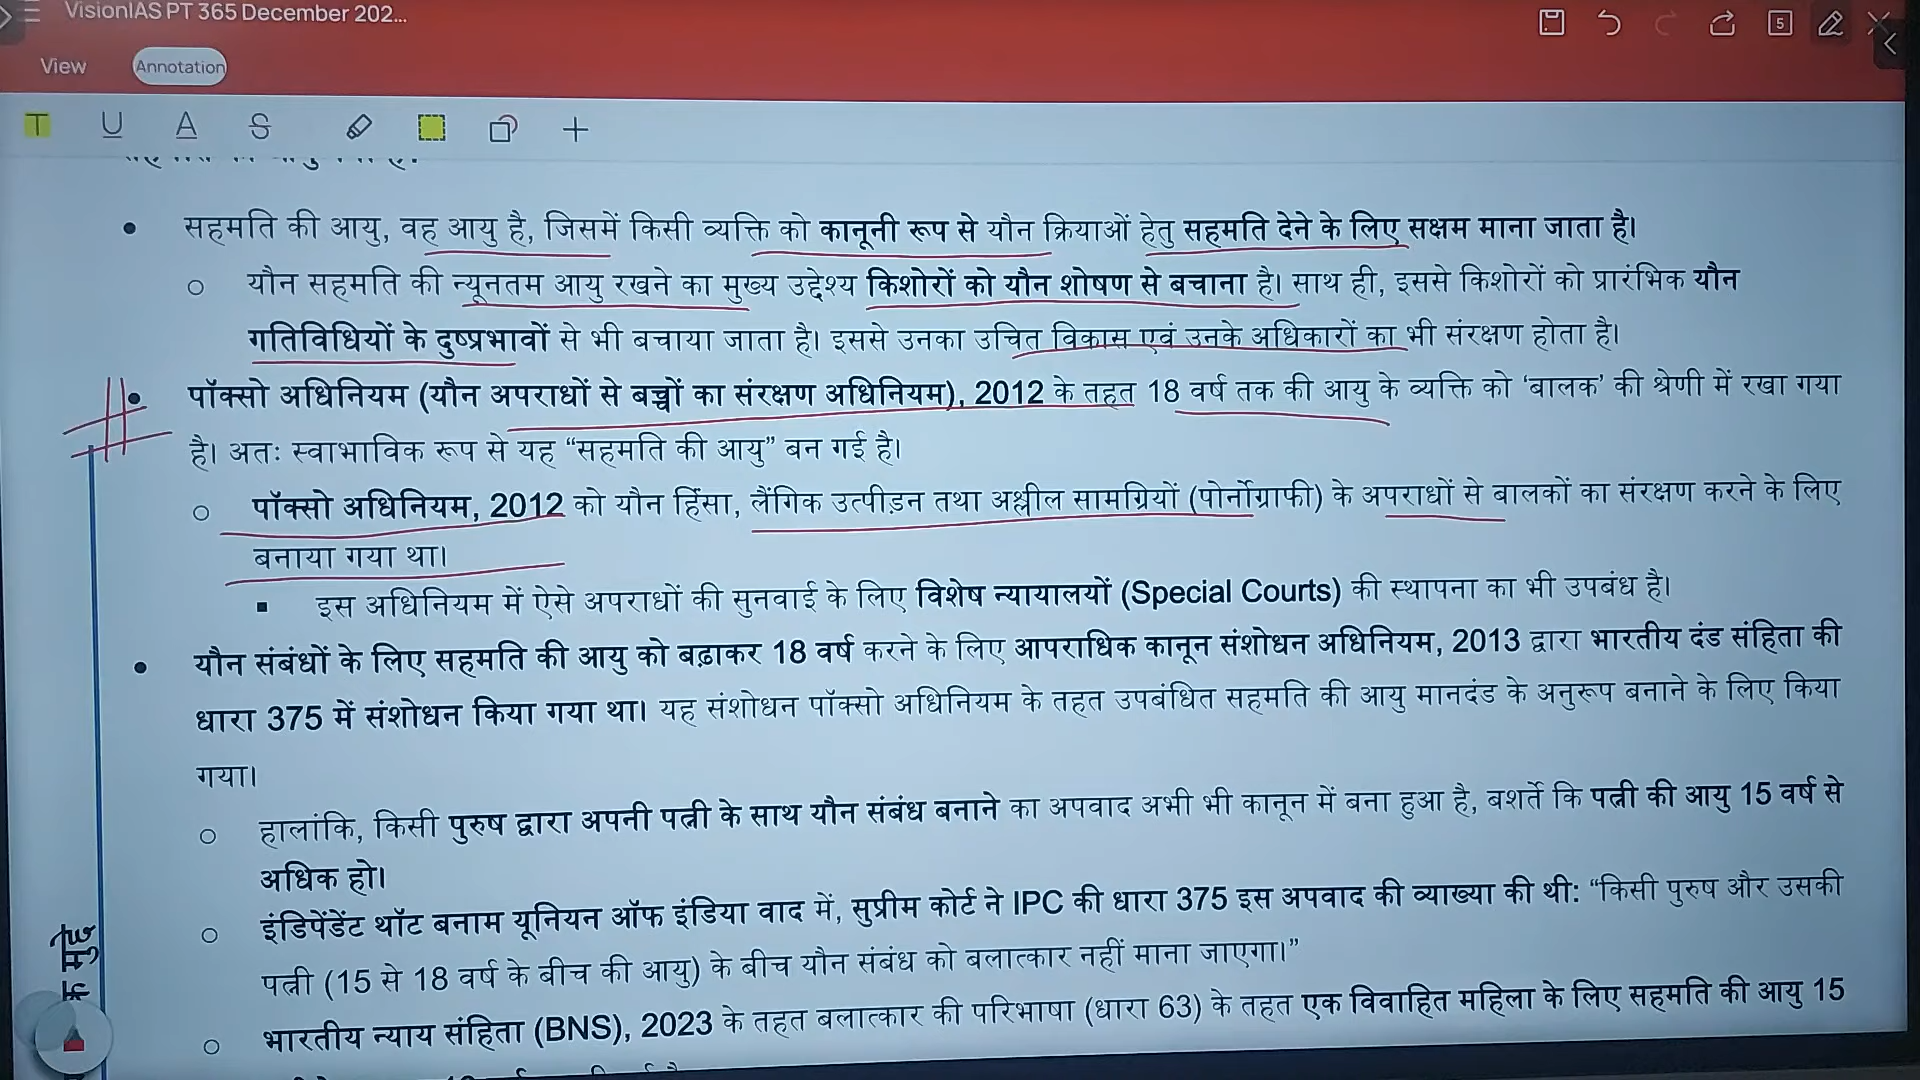 VisionIAS PT 365 December 202...
5
View
Annotation
T U A S
सहमति की आयु, वह आयु है, जिसमें किसी व्यक्ति को कानूनी रूप से यौन क्रियाओं हेतु सहमति देने के लिए सक्षम माना जाता है।
यौन सहमति की न्यूनतम आयु रखने का मुख्य उद्देश्य किशोरों को यौन शोषण से बचाना है। साथ ही, इससे किशोरों को प्रारंभिक यौन
गतिविधियों के दुष्प्रभावों से भी बचाया जाता है। इससे उनका उचित विकास एवं उनके अधिकारों का भी संरक्षण होता है।
पॉक्सो अधिनियम (यौन अपराधों से बच्चों का संरक्षण अधिनियम), 2012 के तहत 18 वर्ष तक की आयु के व्यक्ति को ‘बालक’ की श्रेणी में रखा गया
है। अतः स्वाभाविक रूप से यह “सहमति की आयु” बन गई है।
पॉक्सो अधिनियम, 2012 को यौन हिंसा, लैंगिक उत्पीड़न तथा अश्लील सामग्रियों (पोर्नोग्राफी) के अपराधों से बालकों का संरक्षण करने के लिए
बनाया गया था।
इस अधिनियम में ऐसे अपराधों की सुनवाई के लिए विशेष न्यायालयों (Special Courts) की स्थापना का भी उपबंध है।
यौन संबंधों के लिए सहमति की आयु को बढ़ाकर 18 वर्ष करने के लिए आपराधिक कानून संशोधन अधिनियम, 2013 द्वारा भारतीय दंड संहिता की
धारा 375 में संशोधन किया गया था। यह संशोधन पॉक्सो अधिनियम के तहत उपबंधित सहमति की आयु मानदंड के अनुरूप बनाने के लिए किया
गया।
हालांकि, किसी पुरुष द्वारा अपनी पत्नी के साथ यौन संबंध बनाने का अपवाद अभी भी कानून में बना हुआ है, बशर्ते कि पत्नी की आयु 15 वर्ष से
अधिक हो।
इंडिपेंडेंट थॉट बनाम यूनियन ऑफ इंडिया वाद में, सुप्रीम कोर्ट ने IPC की धारा 375 इस अपवाद की व्याख्या की थी: “किसी पुरुष और उसकी
पत्नी (15 से 18 वर्ष के बीच की आयु) के बीच यौन संबंध को बलात्कार नहीं माना जाएगा।”
भारतीय न्याय संहिता (BNS), 2023 के तहत बलात्कार की परिभाषा (धारा 63) के तहत एक विवाहित महिला के लिए सहमति की आयु 15